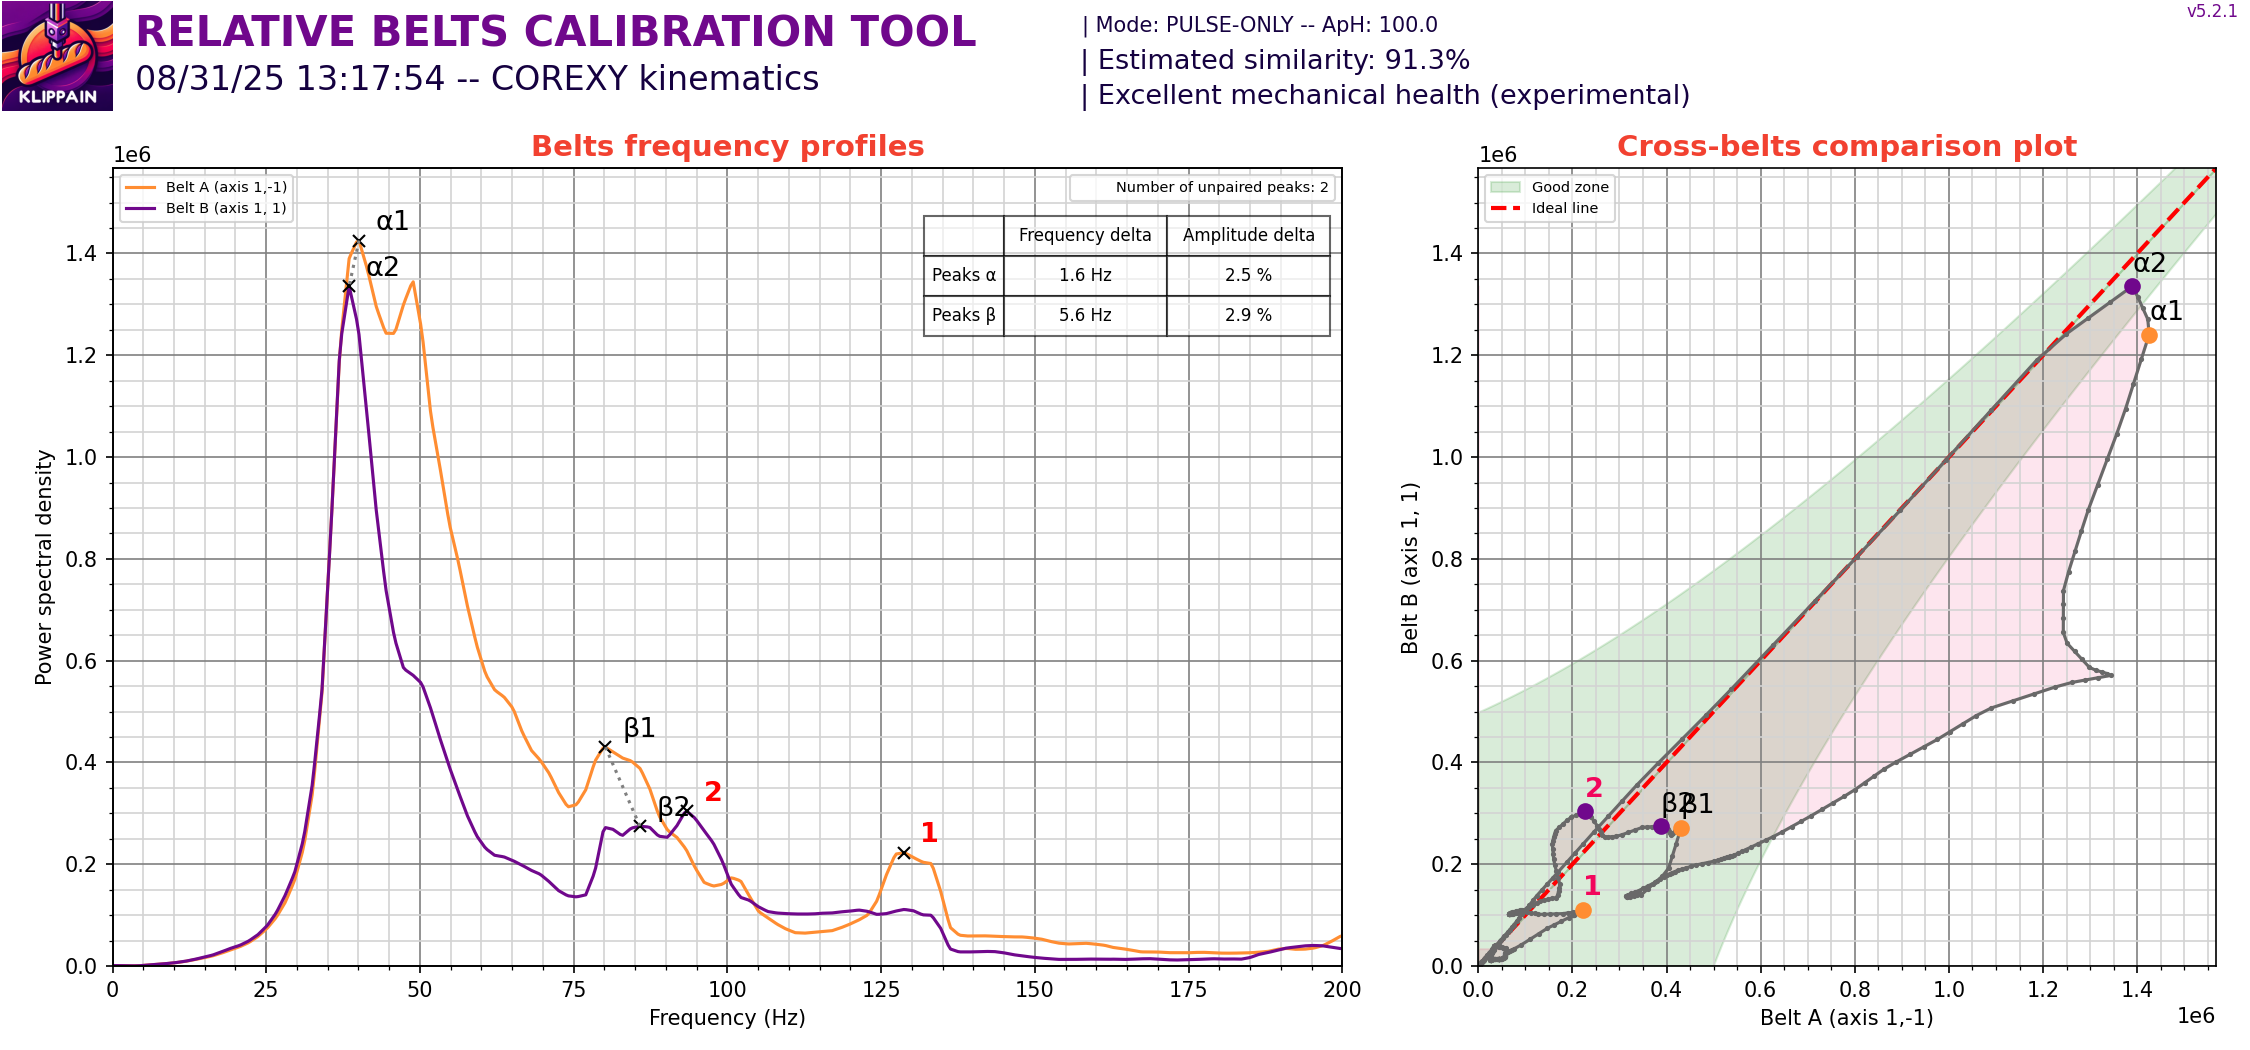 KLIPPAIN
RELATIVE BELTS CALIBRATION TOOL
08/31/25 13:17:54 -- COREXY kinematics
| Mode: PULSE-ONLY -- ApH: 100.0
| Estimated similarity: 91.3%
| Excellent mechanical health (experimental)
v5.2.1
Belts frequency profiles
1e6
Belt A (axis 1,-1)
Belt B (axis 1, 1)
Number of unpaired peaks: 2
Frequency delta Amplitude delta
Peaks α 1.6 Hz 2.5 %
Peaks β 5.6 Hz 2.9 %
α1
α2
β1
β2
2
1
Power spectral density
1.4
1.2
1.0
0.8
0.6
0.4
0.2
0.0
0 25 50 75 100 125 150 175 200
Frequency (Hz)
Cross-belts comparison plot
1e6
Good zone
Ideal line
α2
α1
2
β2
β1
1
Belt B (axis 1, 1)
1.4
1.2
1.0
0.8
0.6
0.4
0.2
0.0
0.0 0.2 0.4 0.6 0.8 1.0 1.2 1.4
Belt A (axis 1,-1)
1e6